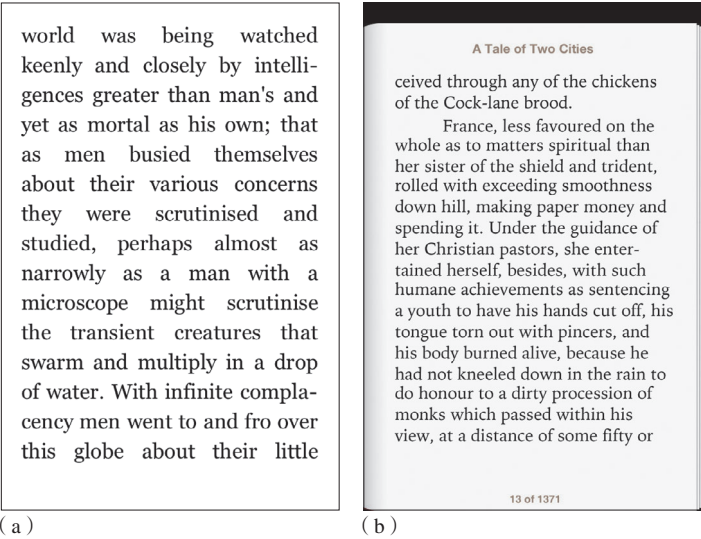 world was being watched
keenly and closely by intelli-
gences greater than man's and
yet as mortal as his own; that
as men busied themselves
about their various concerns
they were scrutinised and
studied, perhaps almost as
narrowly as a man with a
microscope might scrutinise
the transient creatures that
swarm and multiply in a drop
of water. With infinite compla-
cency men went to and fro over
this globe about their little
(a)
A Tale of Two Cities
ceived through any of the chickens
of the Cock-lane brood.
France, less favoured on the
whole as to matters spiritual than
her sister of the shield and trident,
rolled with exceeding smoothness
down hill, making paper money and
spending it. Under the guidance of
her Christian pastors, she enter-
tained herself, besides, with such
humane achievements as sentencing
a youth to have his hands cut off, his
tongue torn out with pincers, and
his body burned alive, because he
had not kneeled down in the rain to
do honour to a dirty procession of
monks which passed within his
view, at a distance of some fifty or
13 of 1371
(b)